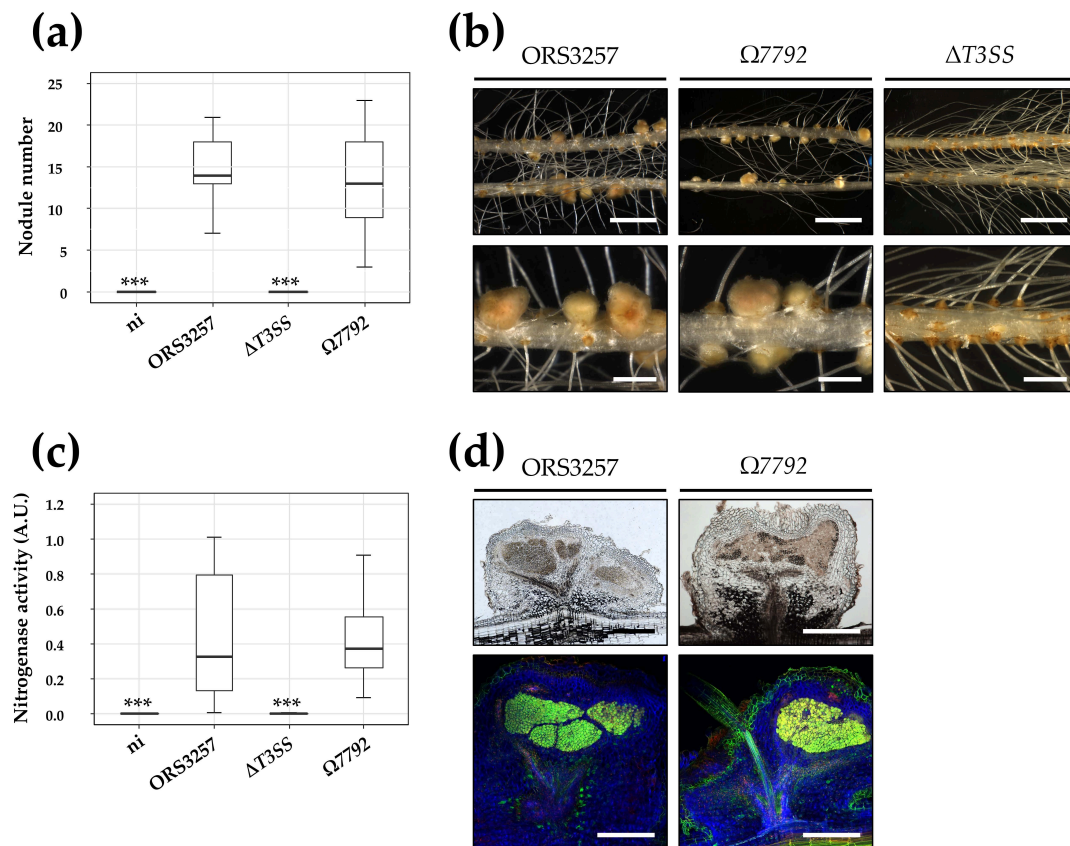 (a)
Nodule number
25
20
15
10
5
0
***
***
ni
ORS3257
ΔT3SS
Ω7792
(b)
ORS3257
Ω7792
ΔT3SS
(c)
Nitrogenase activity (A.U.)
1.2
1.0
0.8
0.6
0.4
0.2
0.0
***
***
ni
ORS3257
ΔT3SS
Ω7792
(d)
ORS3257
Ω7792